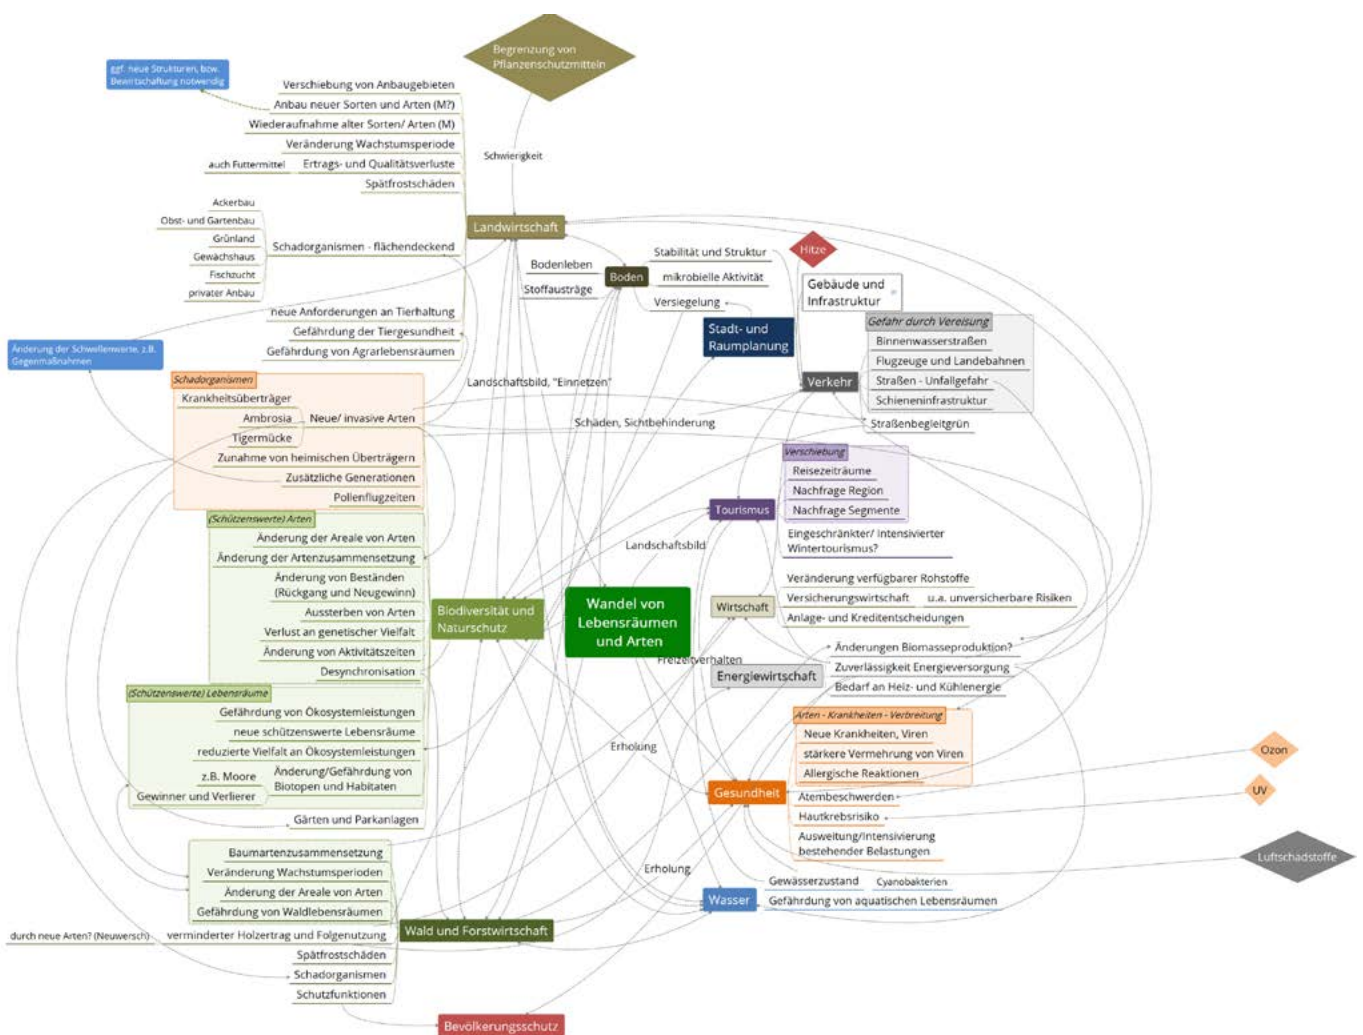 Begrenzung von
Pflanzenschutzmitteln
ggf. neue Strukturen, bzw.
Bewirtschaftung notwendig
Verschiebung von Anbaugebieten
Anbau neuer Sorten und Arten (M?)
Wiederaufnahme alter Sorten/ Arten (M)
Veränderung Wachstumsperiode
auch Futtermittel
Ertrags- und Qualitätsverluste
Spätfrostschäden
Schwierigkeit
Landwirtschaft
Ackerbau
Obst- und Gartenbau
Grünland
Gewächshaus
Fischzucht
privater Anbau
Schadorganismen - flächendeckend
neue Anforderungen an Tierhaltung
Gefährdung der Tiergesundheit
Gefährdung von Agrarlebensräumen
Änderung der Schwellenwerte, z.B.
Gegenmaßnahmen
Bodenleben
Stoffausträge
Boden
Stabilität und Struktur
mikrobielle Aktivität
Versiegelung
Stadt- und
Raumplanung
Hitze
Gebäude und
Infrastruktur
Gefahr durch Vereisung
Binnenwasserstraßen
Flugzeuge und Landebahnen
Straßen - Unfallgefahr
Schieneninfrastruktur
Straßenbegleitgrün
Verkehr
Landschaftsbild, "Einnetzen"
Schäden, Sichtbehinderung
Schadorganismen
Krankheitsüberträger
Ambrosia
Tigermücke
Neue/ invasive Arten
Zunahme von heimischen Überträgern
Zusätzliche Generationen
Pollenflugzeiten
(Schützenswerte) Arten
Änderung der Areale von Arten
Änderung der Artenzusammensetzung
Änderung von Beständen
(Rückgang und Neugewinn)
Aussterben von Arten
Verlust an genetischer Vielfalt
Änderung von Aktivitätszeiten
Desynchronisation
Biodiversität und
Naturschutz
Wandel von
Lebensräumen
und Arten
Verschiebung
Reisezeiträume
Nachfrage Region
Nachfrage Segmente
Tourismus
Eingeschränkter/ Intensivierter
Wintertourismus?
Landschaftsbild
Wirtschaft
Veränderung verfügbarer Rohstoffe
Versicherungswirtschaft
u.a. unversicherbare Risiken
Anlage- und Kreditentscheidungen
Freizeitverhalten
Energiewirtschaft
Änderungen Biomasseproduktion?
Zuverlässigkeit Energieversorgung
Bedarf an Heiz- und Kühlenergie
(Schützenswerte) Lebensräume
Gefährdung von Ökosystemleistungen
neue schützenswerte Lebensräume
reduzierte Vielfalt an Ökosystemleistungen
z.B. Moore
Gewinner und Verlierer
Änderung/Gefährdung von
Biotopen und Habitaten
Gärten und Parkanlagen
Erholung
Arten - Krankheiten - Verbreitung
Neue Krankheiten, Viren
stärkere Vermehrung von Viren
Allergische Reaktionen
Gesundheit
Atembeschwerden
Hautkrebsrisiko
Ausweitung/Intensivierung
bestehender Belastungen
Ozon
UV
Luftschadstoffe
Baumartenzusammensetzung
Veränderung Wachstumsperioden
Änderung der Areale von Arten
Gefährdung von Waldlebensräumen
durch neue Arten? (Neuwersch)
verminderter Holzertrag und Folgenutzung
Spätfrostschäden
Schadorganismen
Schutzfunktionen
Wald und Forstwirtschaft
Erholung
Wasser
Gewässerzustand
Cyanobakterien
Gefährdung von aquatischen Lebensräumen
Bevölkerungsschutz